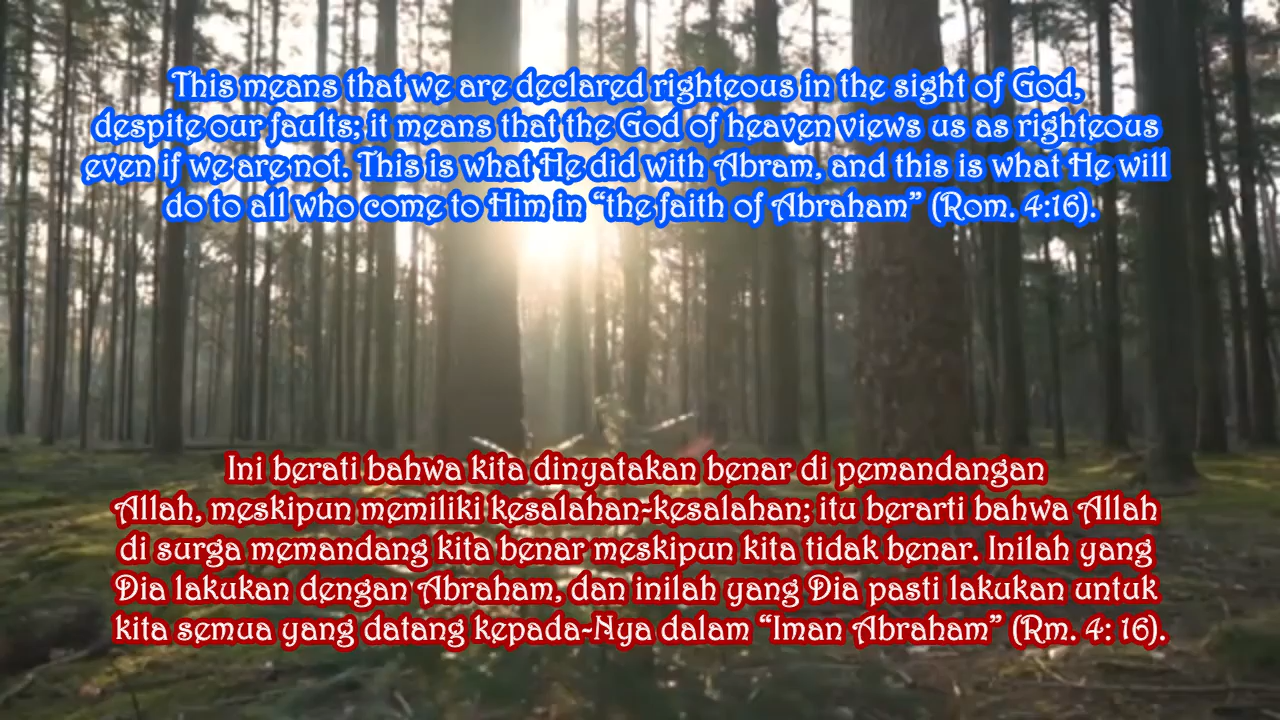 This means that we are declared righteous in the sight of God,
despite our faults; it means that the God of heaven views us as righteous
even if we are not. This is what He did with Abram, and this is what He will
do to all who come to Him in “the faith of Abraham” (Rom. 4:16).
Ini berati bahwa kita dinyatakan benar di pemandangan
Allah, meskipun memiliki kesalahan-kesalahan; itu berarti bahwa Allah
di surga memandang kita benar meskipun kita tidak benar. Inilah yang
Dia lakukan dengan Abraham, dan inilah yang Dia pasti lakukan untuk
kita semua yang datang kepada-Nya dalam “Iman Abraham” (Rm. 4: 16).